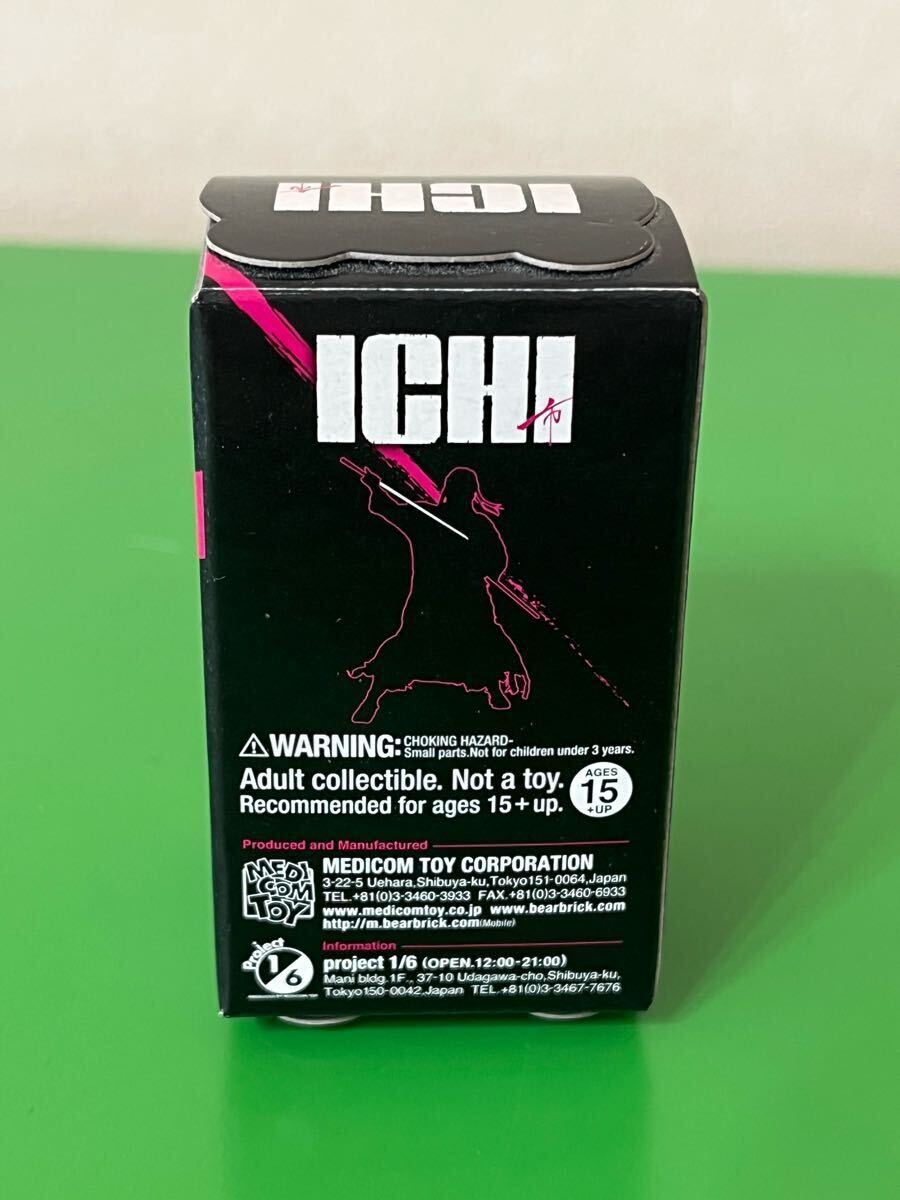 ICHI
市
ICHI
市
⚠WARNING: CHOKING HAZARD-
Small parts.Not for children under 3 years.
Adult collectible. Not a toy.
Recommended for ages 15+up.
AGES
15
+UP
Produced and Manufactured
MEDI
COM
TOY
MEDICOM TOY CORPORATION
3-22-5 Uehara,Shibuya-ku,Tokyo151-0064,Japan
TEL.+81(0)3-3460-3933 FAX.+81(0)3-3460-6933
www.medicomtoy.co.jp www.bearbrick.com
http://m.bearbrick.com(Mobile)
Information
Project
1/6
project 1/6 (OPEN.12:00-21:00)
Mani bldg.1F., 37-10 Udagawa-cho,Shibuya-ku,
Tokyo150-0042,Japan TEL.+81(0)3-3467-7676